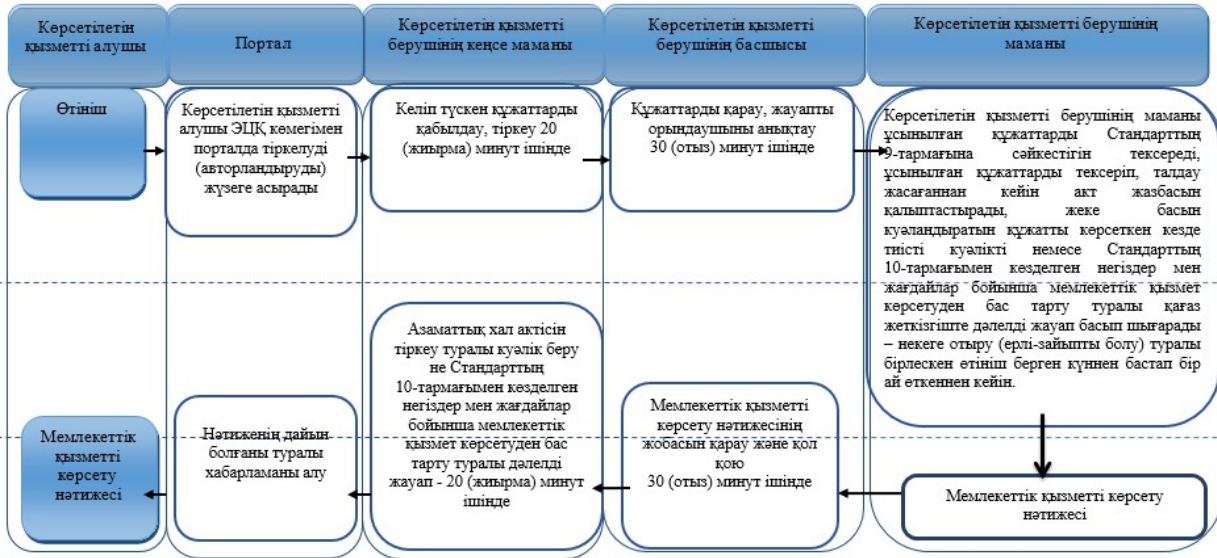 Көрсетілетін
қызметті алушы
Портал
Көрсетілетін қызметті
берушінің кеңсе маманы
Көрсетілетін қызметті
берушінің басшысы
Көрсетілетін қызметті берушінің
маманы
Өтініш
Көрсетілетін қызметті
алушы ЭЦҚ көмегімен
порталда тіркелуді
(авторландыруды)
жүзеге асырады
Келіп түскен құжаттарды
қабылдау, тіркеу 20
(жиырма) минут ішінде
Құжаттарды қарау, жауапты
орындаушыны анықтау
30 (отыз) минут ішінде
Көрсетілетін қызметті берушінің маманы
ұсынылған құжаттарды Стандарттың
9-тармағына сәйкестігін тексереді,
ұсынылған құжаттарды тексеріп, талдау
жасағаннан кейін акт жазбасын
қалыптастырады, жеке басын
куәландыратын құжатты көрсеткен кезде
тиісті куәлікті немесе Стандарттың
10-тармағымен көзделген негіздер мен
жағдайлар бойынша мемлекеттік қызмет
көрсетуден бас тарту туралы қағаз
жеткізгіште дәлелді жауап басып шығарады
– некеге отыру (ерлі-зайыпты болу) туралы
бірлескен өтініш берген күннен бастап бір
ай өткеннен кейін.
Мемлекеттік
қызметті
көрсету
нәтижесі
Нәтиженің дайын
болғаны туралы
хабарламаны алу
Азаматтық хал актісін
тіркеу туралы куәлік беру
не Стандарттың
10-тармағымен көзделген
негіздер мен жағдайлар
бойынша мемлекеттік
қызмет көрсетуден бас
тарту туралы дәлелді
жауап - 20 (жиырма) минут
ішінде
Мемлекеттік қызметті
көрсету нәтижесінің
жобасын қарау және қол
қою
30 (отыз) минут ішінде
Мемлекеттік қызметті көрсету
нәтижесі